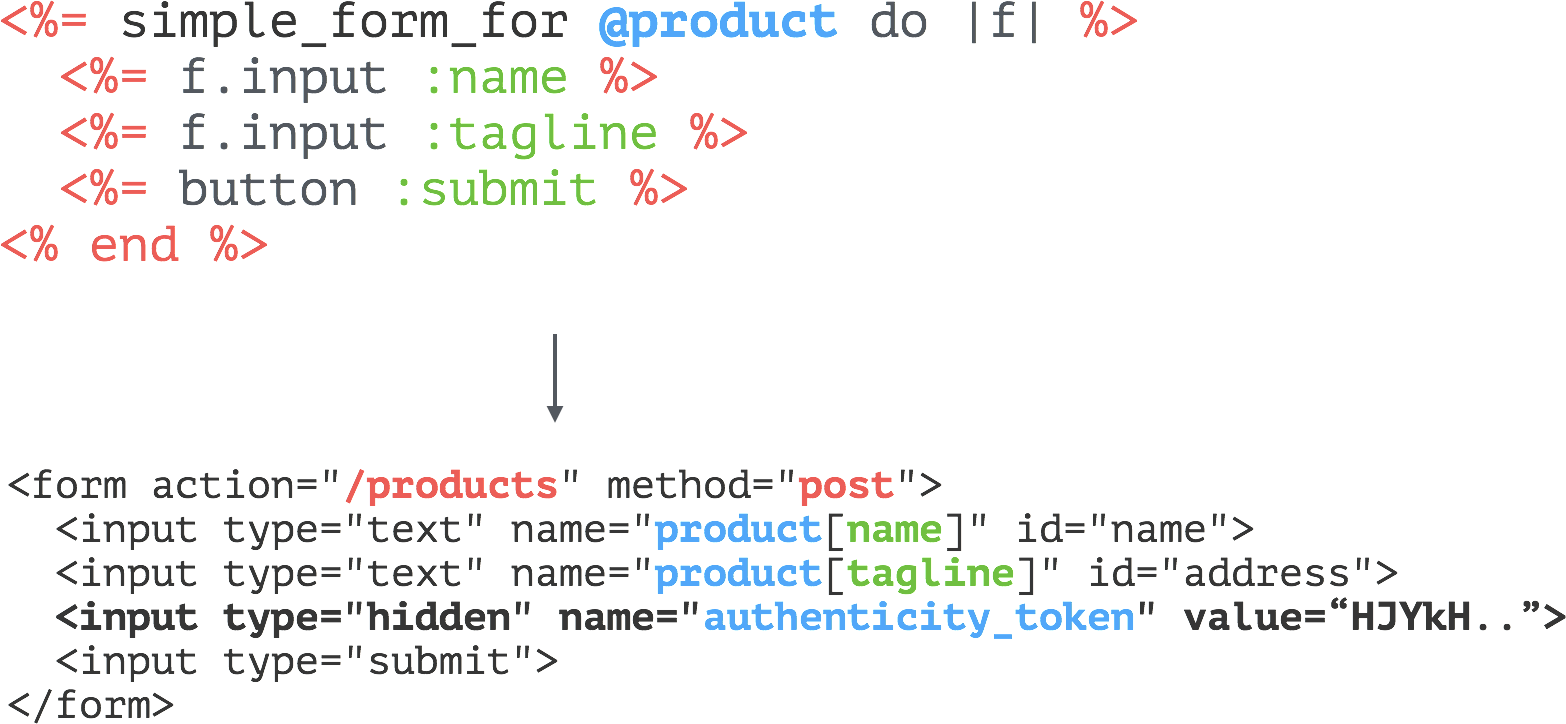 <%= simple_form_for @product do |f| %>
  <%= f.input :name %>
  <%= f.input :tagline %>
  <%= button :submit %>
<% end %>
<form action="/products" method="post">
  <input type="text" name="product[name]" id="name">
  <input type="text" name="product[tagline]" id="address">
  <input type="hidden" name="authenticity_token" value=“HJYkH..”>
  <input type="submit">
</form>